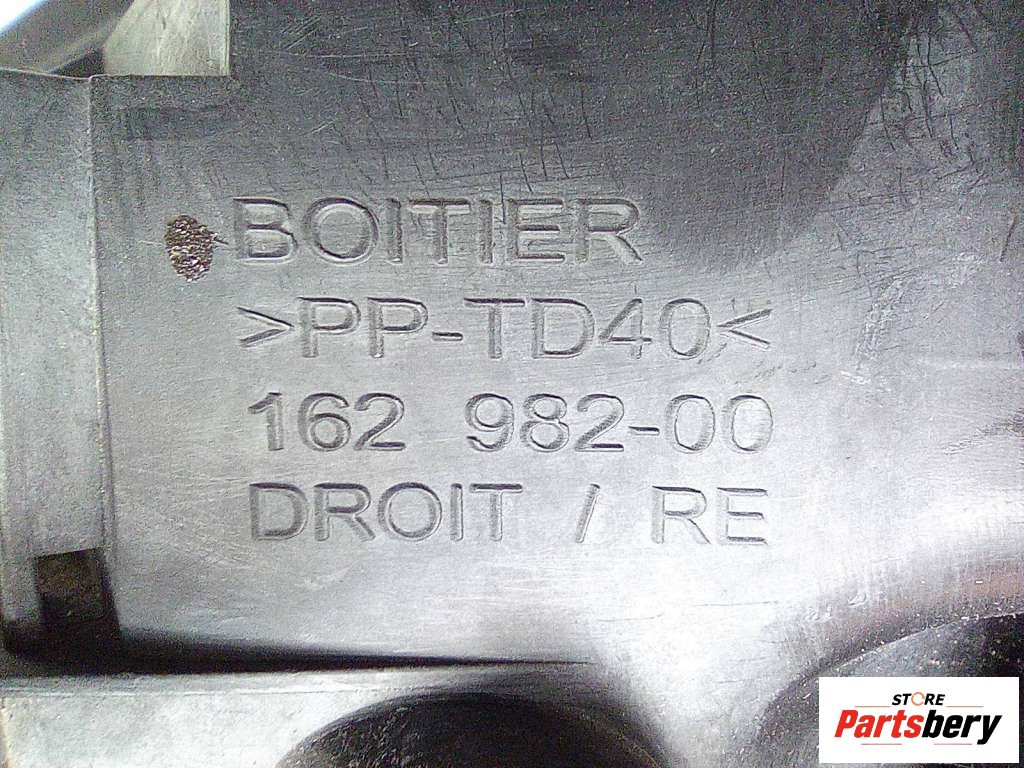 BOITIER
>PP-TD40<
162 982-00
DROIT / RE
STORE
Partsbery